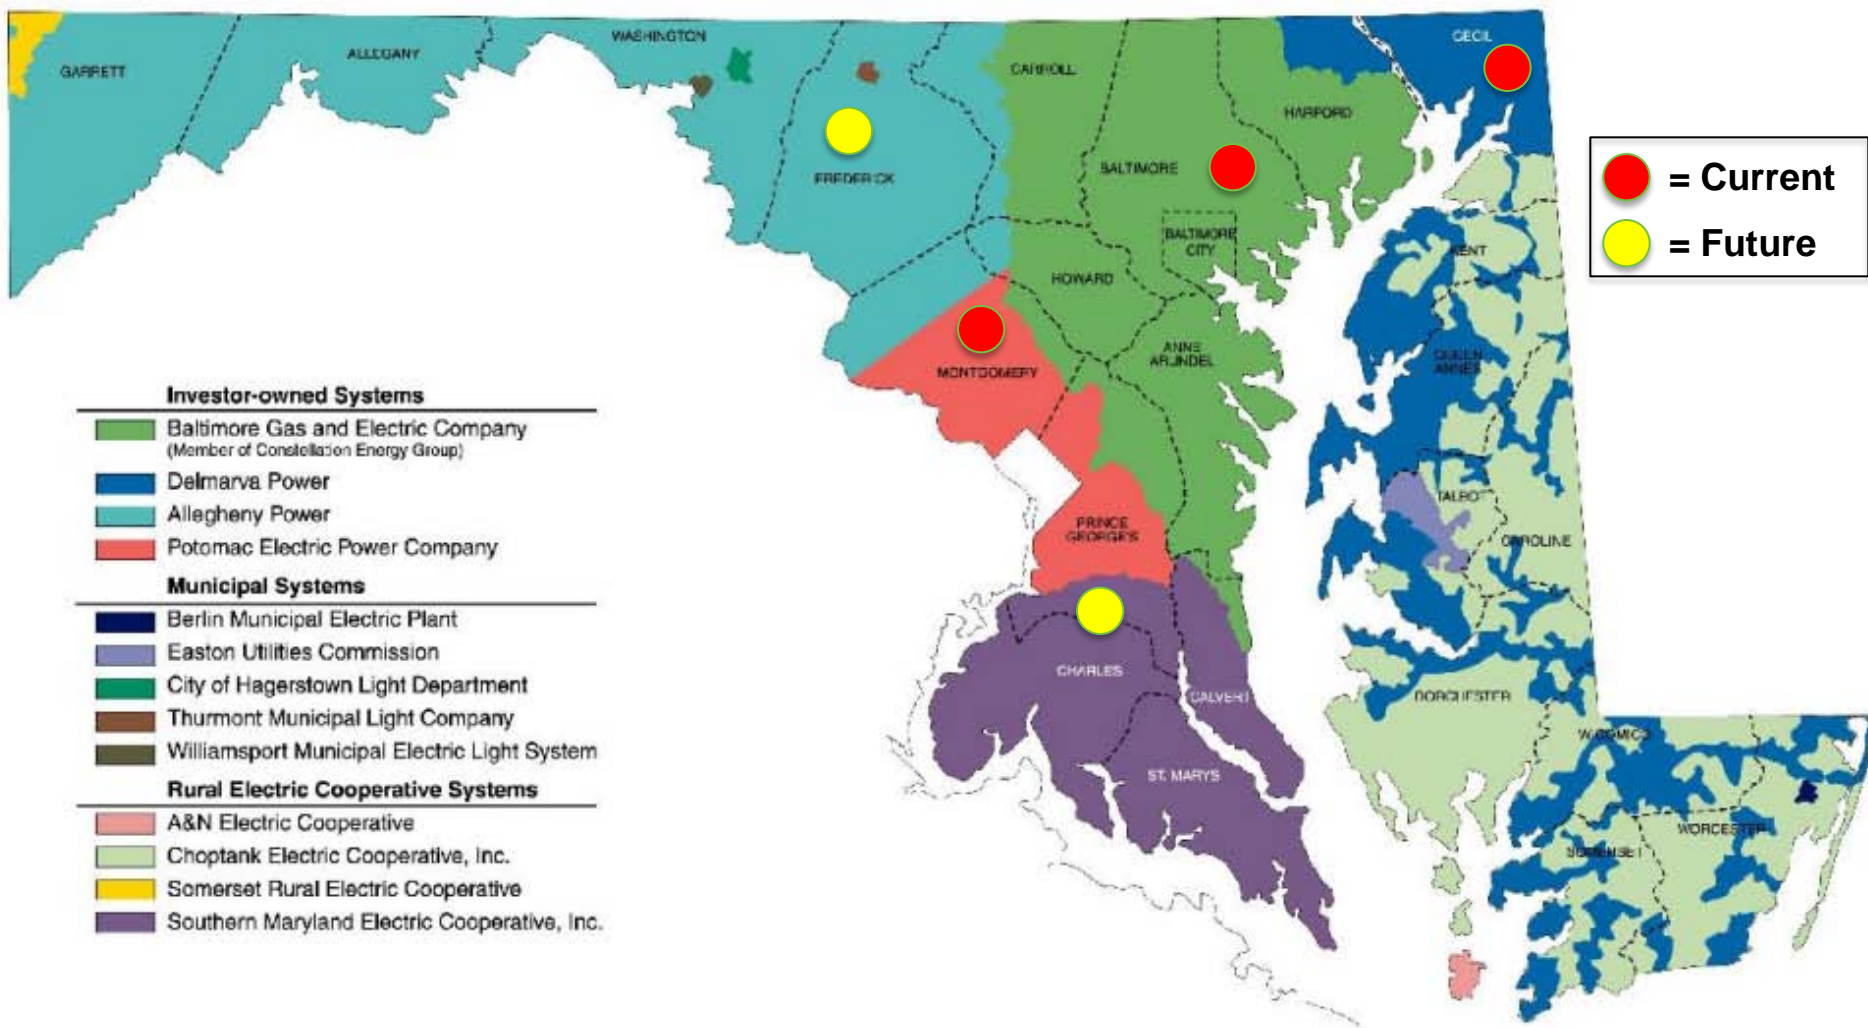 WASHINGTON
CECIL
ALLEGANY
GARRETT
CARROLL
HARFORD
BALTIMORE
FREDERICK
= Current
= Future
BALTIMORE
CITY
KENT
HOWARD
ANNE
ARUNDEL
QUEEN
ANNES
MONTGOMERY
Investor-owned Systems
Baltimore Gas and Electric Company
(Member of Constellation Energy Group)
Delmarva Power
Allegheny Power
Potomac Electric Power Company
TALBOT
PRINCE
GEORGE'S
CAROLINE
Municipal Systems
Berlin Municipal Electric Plant
Easton Utilities Commission
City of Hagerstown Light Department
Thurmont Municipal Light Company
Williamsport Municipal Electric Light System
CHARLES
CALVERT
DORCHESTER
WICOMICO
ST. MARYS
Rural Electric Cooperative Systems
A&N Electric Cooperative
Choptank Electric Cooperative, Inc.
Somerset Rural Electric Cooperative
Southern Maryland Electric Cooperative, Inc.
WORCESTER
SOMERSET